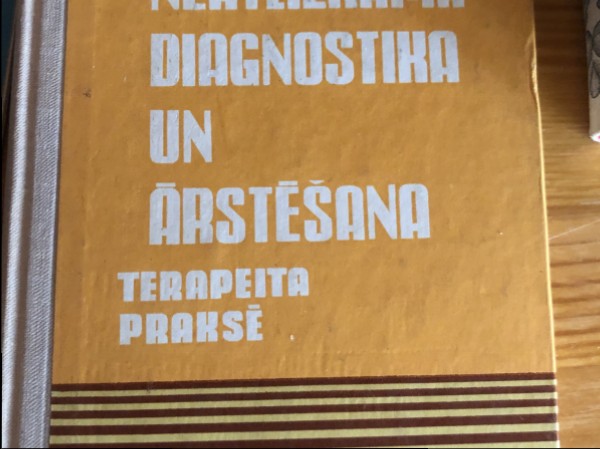 DIAGNOSTIKA
UN
ĀRSTĒŠANA
TERAPEITA
PRAKSĒ